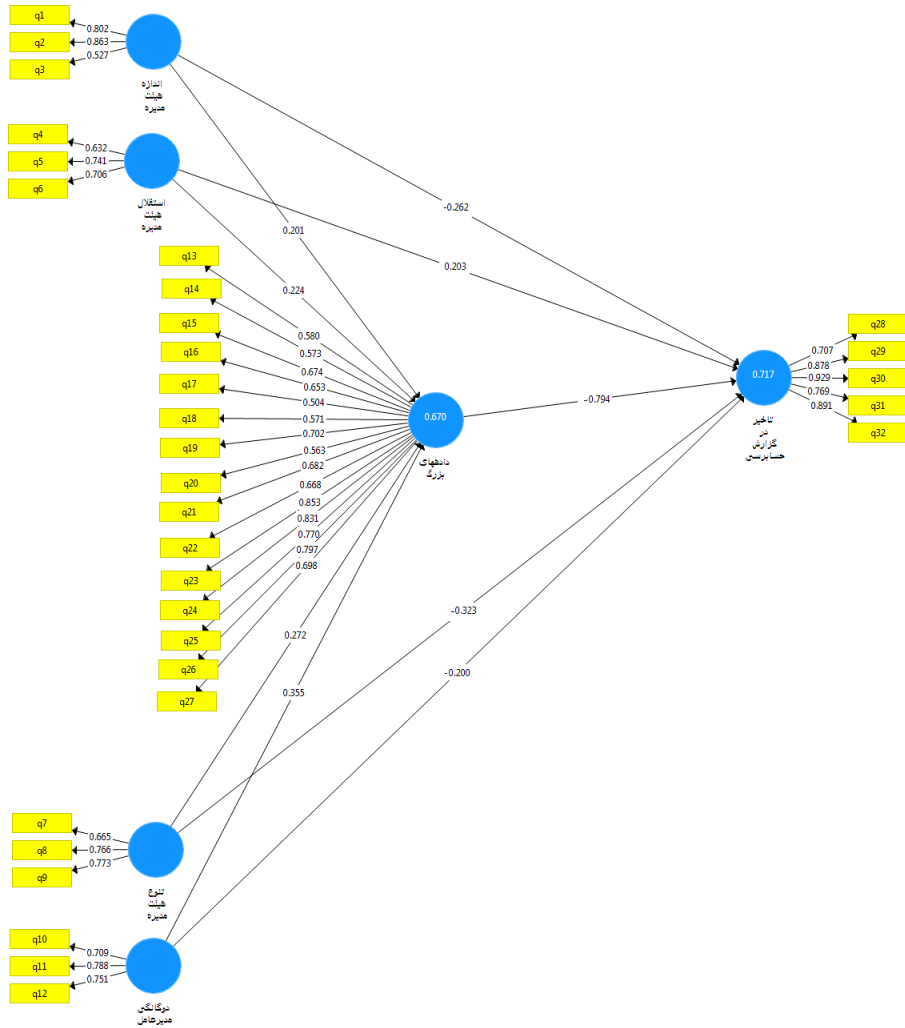 q1
0.802
q2
0.863
q3
0.527
اندازه
هیئت
مدیره
q4
0.632
q5
0.741
q6
0.706
استقلال
هیئت
مدیره
-0.262
0.203
0.201
0.224
q13
q14
q15
q16
q17
q18
q19
q20
q21
q22
q23
q24
q25
q26
q27
0.580
0.573
0.674
0.653
0.504
0.571
0.702
0.563
0.682
0.668
0.853
0.831
0.770
0.797
0.698
0.670
دادههای
بزرگ
-0.794
0.717
تاخیر
در
گزارش
حسابرسی
0.707
0.878
0.929
0.769
0.891
q28
q29
q30
q31
q32
0.272
0.355
-0.323
-0.200
q7
0.665
q8
0.766
q9
0.773
تنوع
هیئت
مدیره
q10
0.709
q11
0.788
q12
0.751
دوگانگی
مدیرعامل